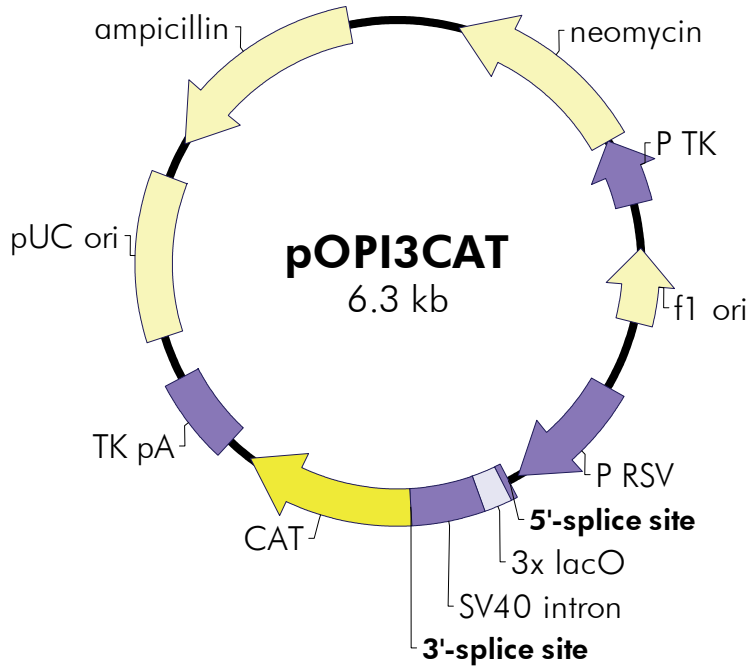 ampicillin
neomycin
P TK
pUC ori
pOPI3CAT
6.3 kb
f1 ori
TK pA
P RSV
5'-splice site
CAT
3x lacO
SV40 intron
3'-splice site